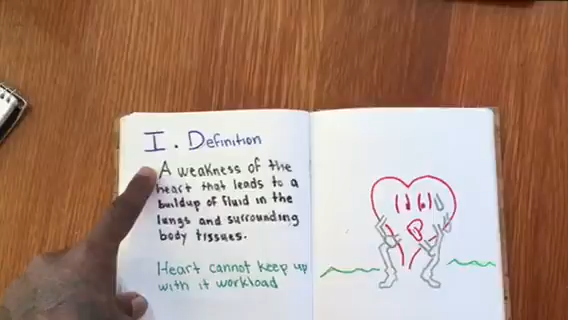 I. Definition
A weakness of the
heart that leads to a
buildup of fluid in the
lungs and surrounding
body tissues.
Heart cannot keep up
with it workload